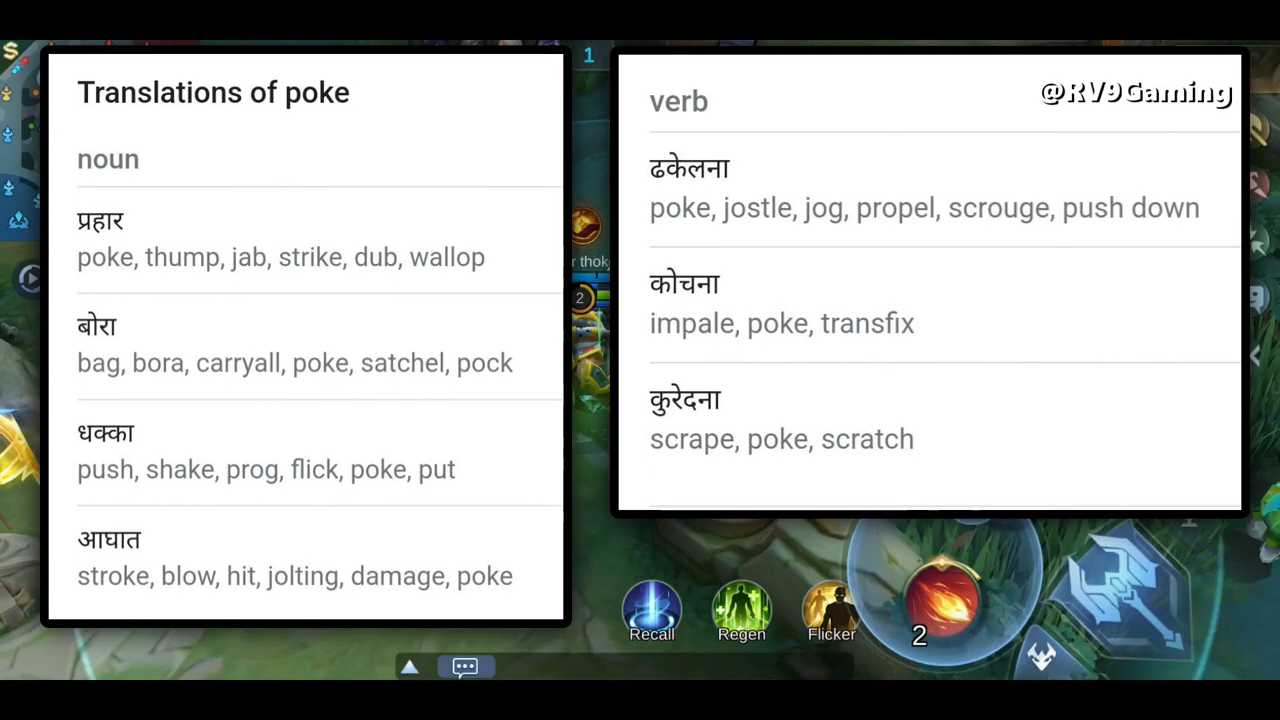 Translations of poke
noun
प्रहार
poke, thump, jab, strike, dub, wallop
बोरा
bag, bora, carryall, poke, satchel, pock
धक्का
push, shake, prog, flick, poke, put
आघात
stroke, blow, hit, jolting, damage, poke
1
2
@RV9Gaming
verb
ढकेलना
poke, jostle, jog, propel, scrouge, push down
कोचना
impale, poke, transfix
कुरेदना
scrape, poke, scratch
Recall
Regen
Flicker
2